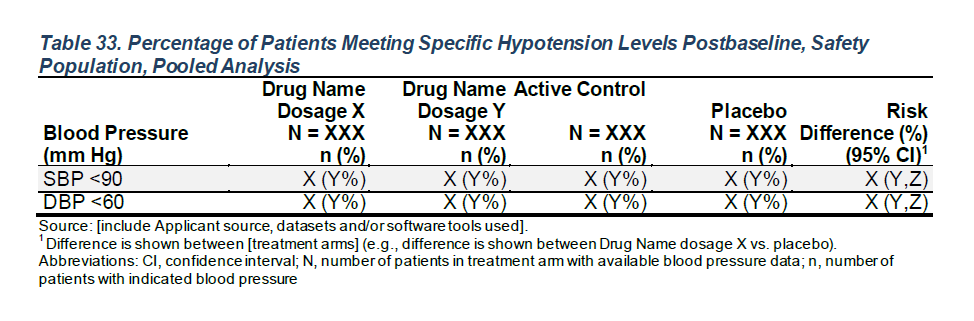 Table 33. Percentage of Patients Meeting Specific Hypotension Levels Postbaseline, Safety
Population, Pooled Analysis
Drug Name Drug Name Active Control
Dosage X Dosage Y Placebo Risk
Blood Pressure N = XXX N = XXX N = XXX N = XXX Difference (%)
(mm Hg) n (%) n (%) n (%) n (%) (95% CI)1
SBP <90 X (Y%) X (Y%) X (Y%) X (Y%) X (Y,Z)
DBP <60 X (Y%) X (Y%) X (Y%) X (Y%) X (Y,Z)
Source: [include Applicant source, datasets and/or software tools used].
1 Difference is shown between [treatment arms] (e.g., difference is shown between Drug Name dosage X vs. placebo).
Abbreviations: CI, confidence interval; N, number of patients in treatment arm with available blood pressure data; n, number of
patients with indicated blood pressure